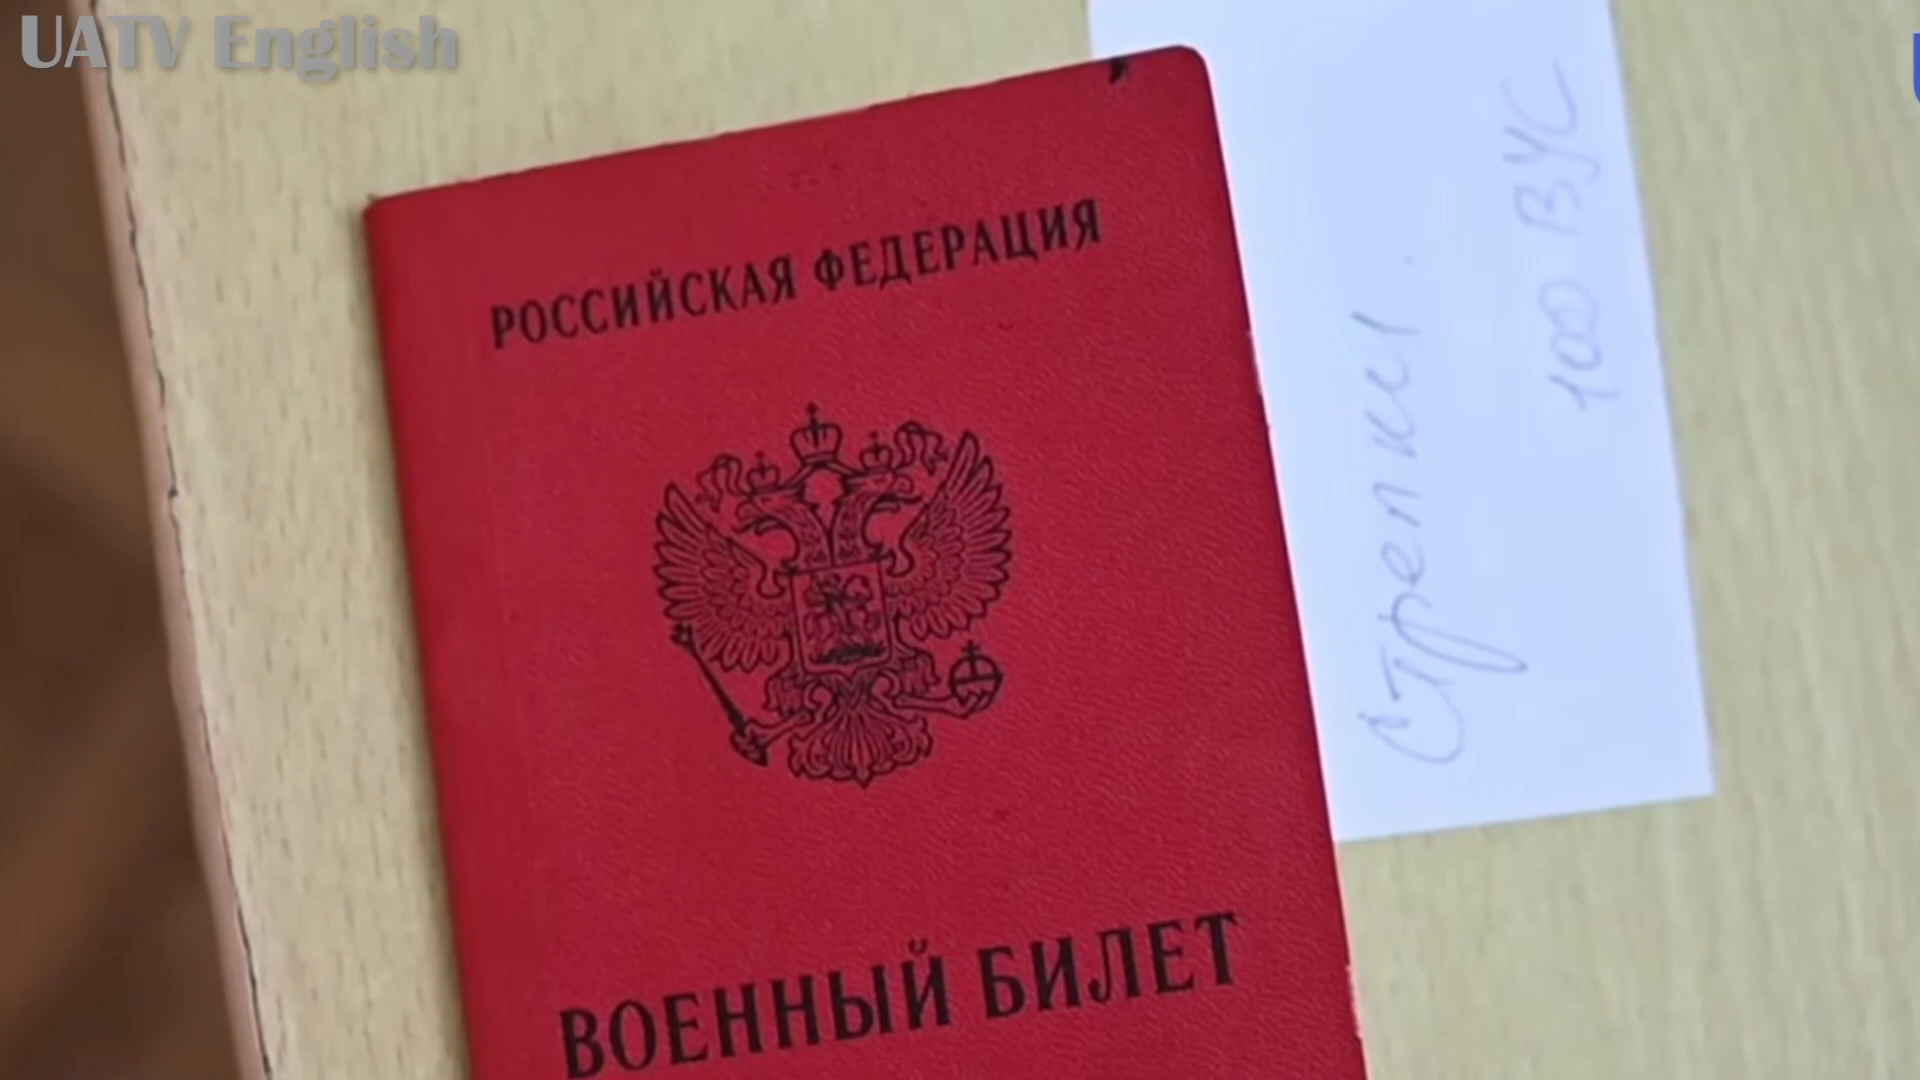 UATV English
РОССИЙСКАЯ ФЕДЕРАЦИЯ
ВОЕННЫЙ БИЛЕТ
Стрелки.
100 ВУС